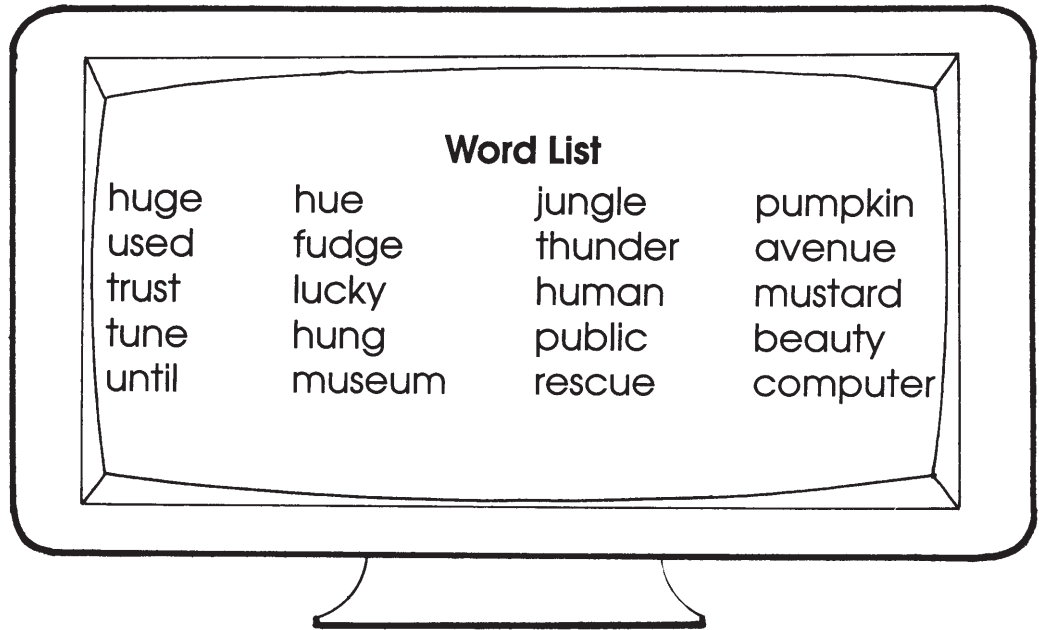 Word List
huge hue jungle pumpkin
used fudge thunder avenue
trust lucky human mustard
tune hung public beauty
until museum rescue computer